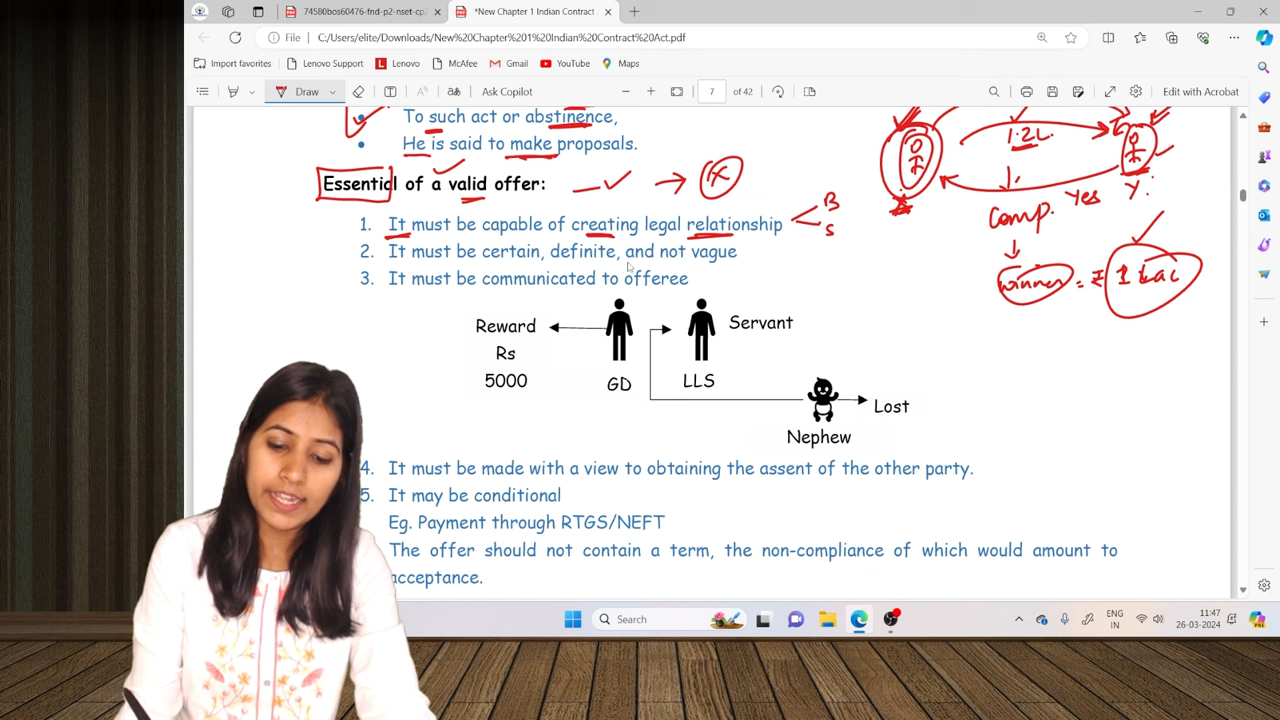 74580bos60476-fnd-p2-nset-cp2
*New Chapter 1 Indian Contract
File
C:/Users/elite/Downloads/New%20Chapter%201%20Indian%20Contract%20Act.pdf
Import favorites
Lenovo Support
Lenovo
McAfee
Gmail
YouTube
Maps
Draw
Ask Copilot
7 of 42
Edit with Acrobat
• To such act or abstinence,
• He is said to make proposals.
1.2L
Yes
Y
Essential of a valid offer:
1. It must be capable of creating legal relationship
B
S
Comp.
2. It must be certain, definite, and not vague
3. It must be communicated to offeree
winner = ₹ 1 Lac
Reward
Rs
5000
GD
LLS
Servant
Nephew
Lost
4. It must be made with a view to obtaining the assent of the other party.
5. It may be conditional
Eg. Payment through RTGS/NEFT
The offer should not contain a term, the non-compliance of which would amount to
acceptance.
Search
ENG
IN
11:47
26-03-2024